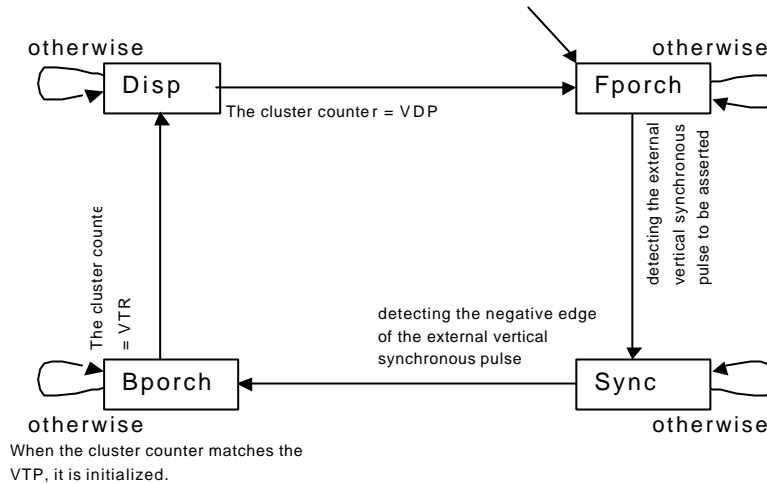 otherwise
otherwise
Disp
Fporch
The cluster counter = VDP
detecting the external
vertical synchronous
pulse to be asserted
The cluster counte
= VTR
detecting the negative edge
of the external vertical
synchronous pulse
Bporch
Sync
otherwise
otherwise
When the cluster counter matches the
VTP, it is initialized.